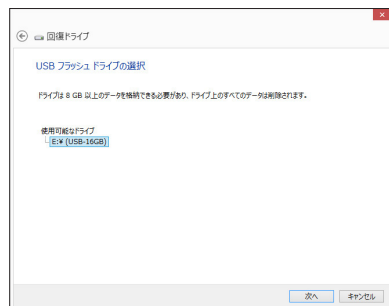 回復ドライブ
USB フラッシュ ドライブの選択
ドライブは 8 GB 以上のデータを格納できる必要があり、ドライブ上のすべてのデータは削除されます。
使用可能なドライブ
E:¥ (USB-16GB)
次へ
キャンセル